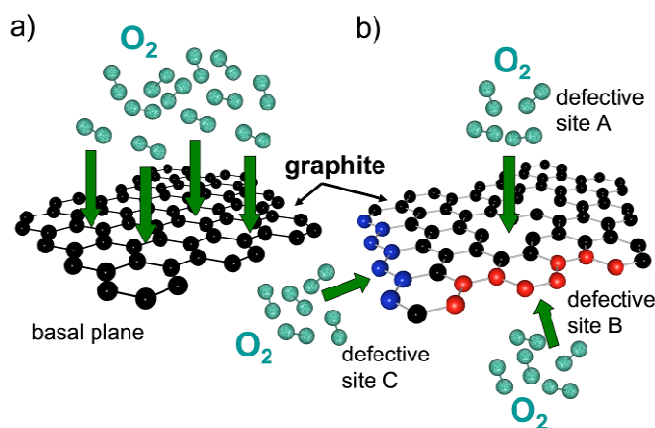 a)
O2
b)
O2
defective
site A
graphite
basal plane
O2
defective
site C
defective
site B
O2